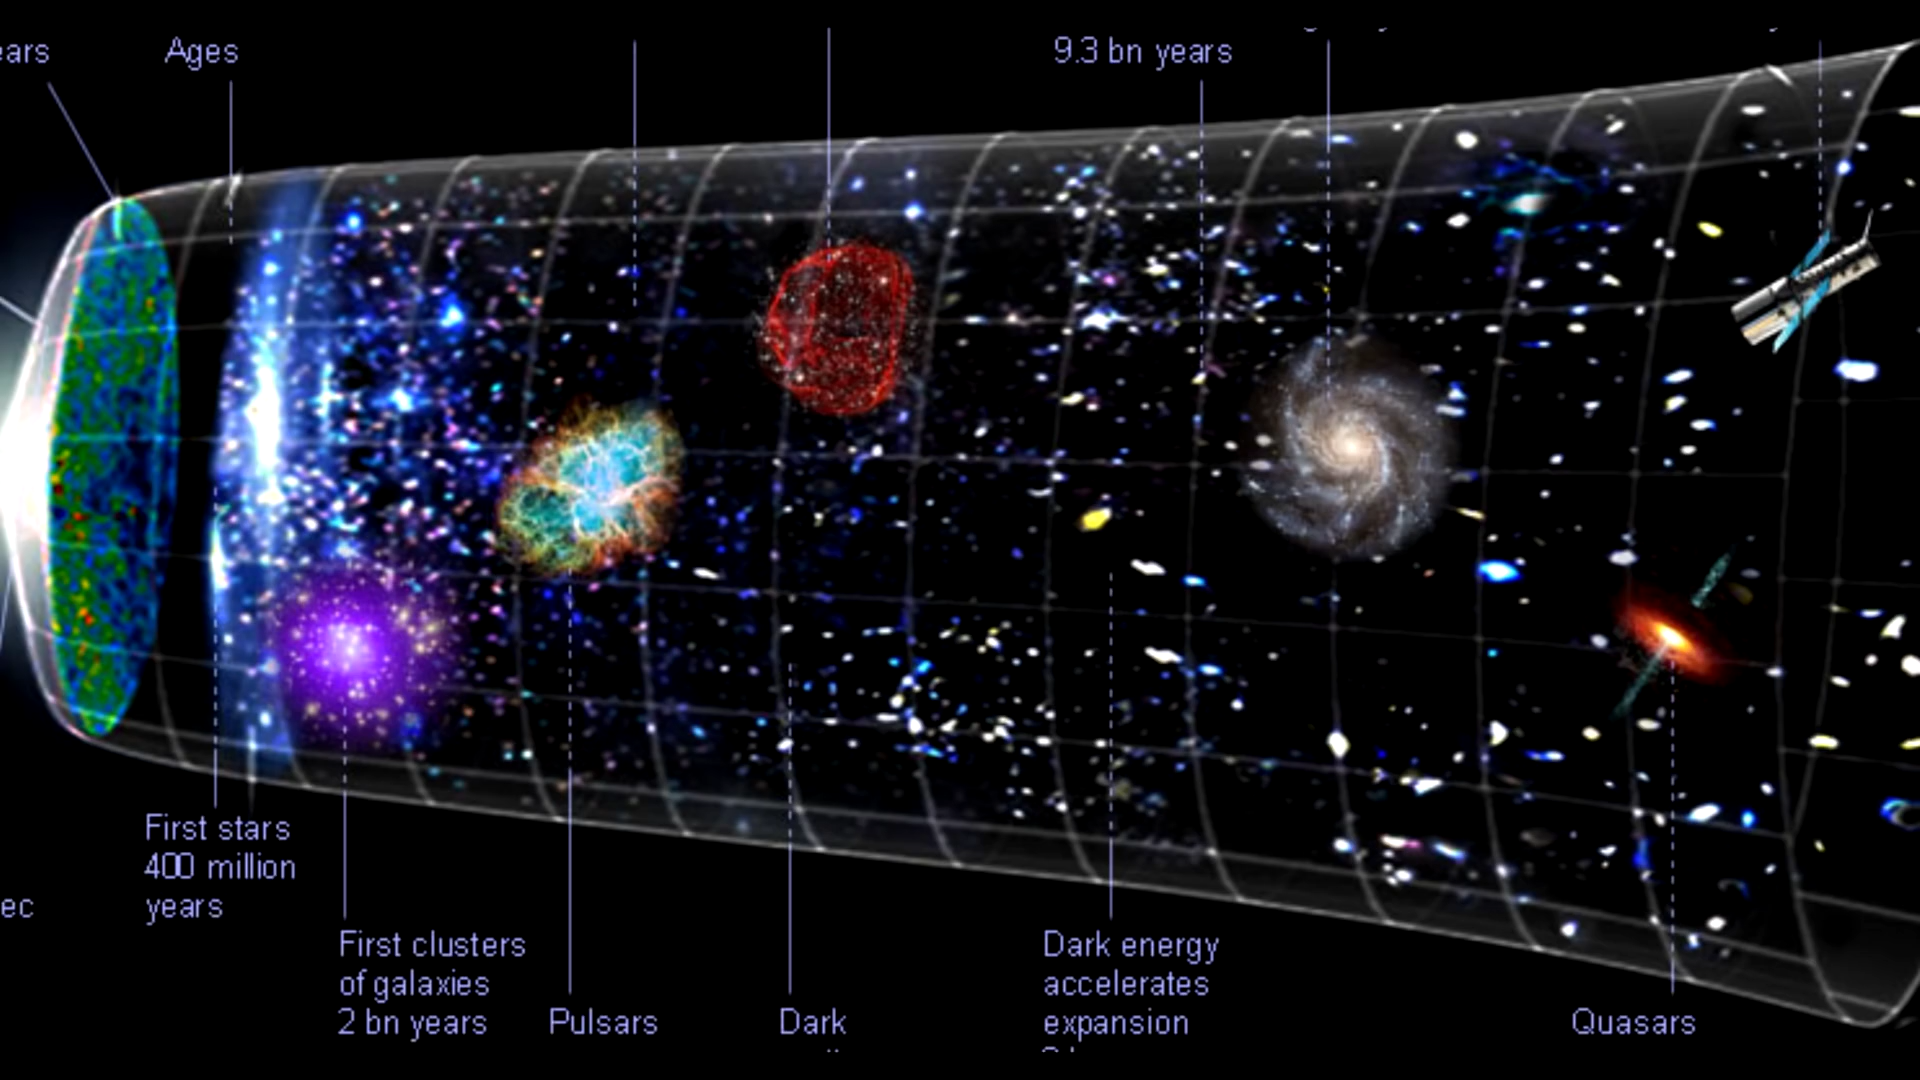 ears
Ages
9.3 bn years
First stars
400 million
years
ec
First clusters
of galaxies
2 bn years
Pulsars
Dark
Dark energy
accelerates
expansion
Quasars